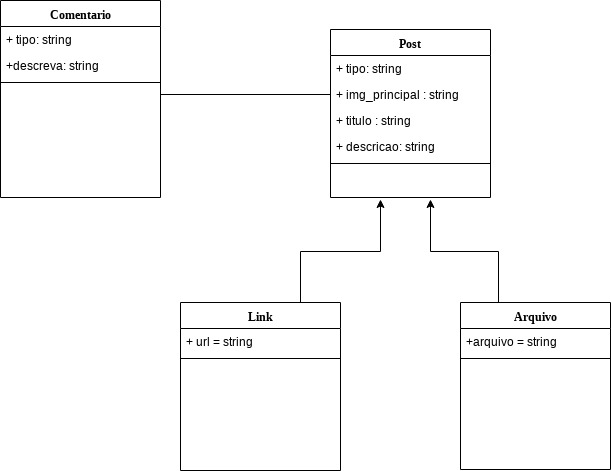 Comentario
+ tipo: string
+descreva: string
Post
+ tipo: string
+ img_principal : string
+ titulo : string
+ descricao: string
Link
+ url = string
Arquivo
+arquivo = string